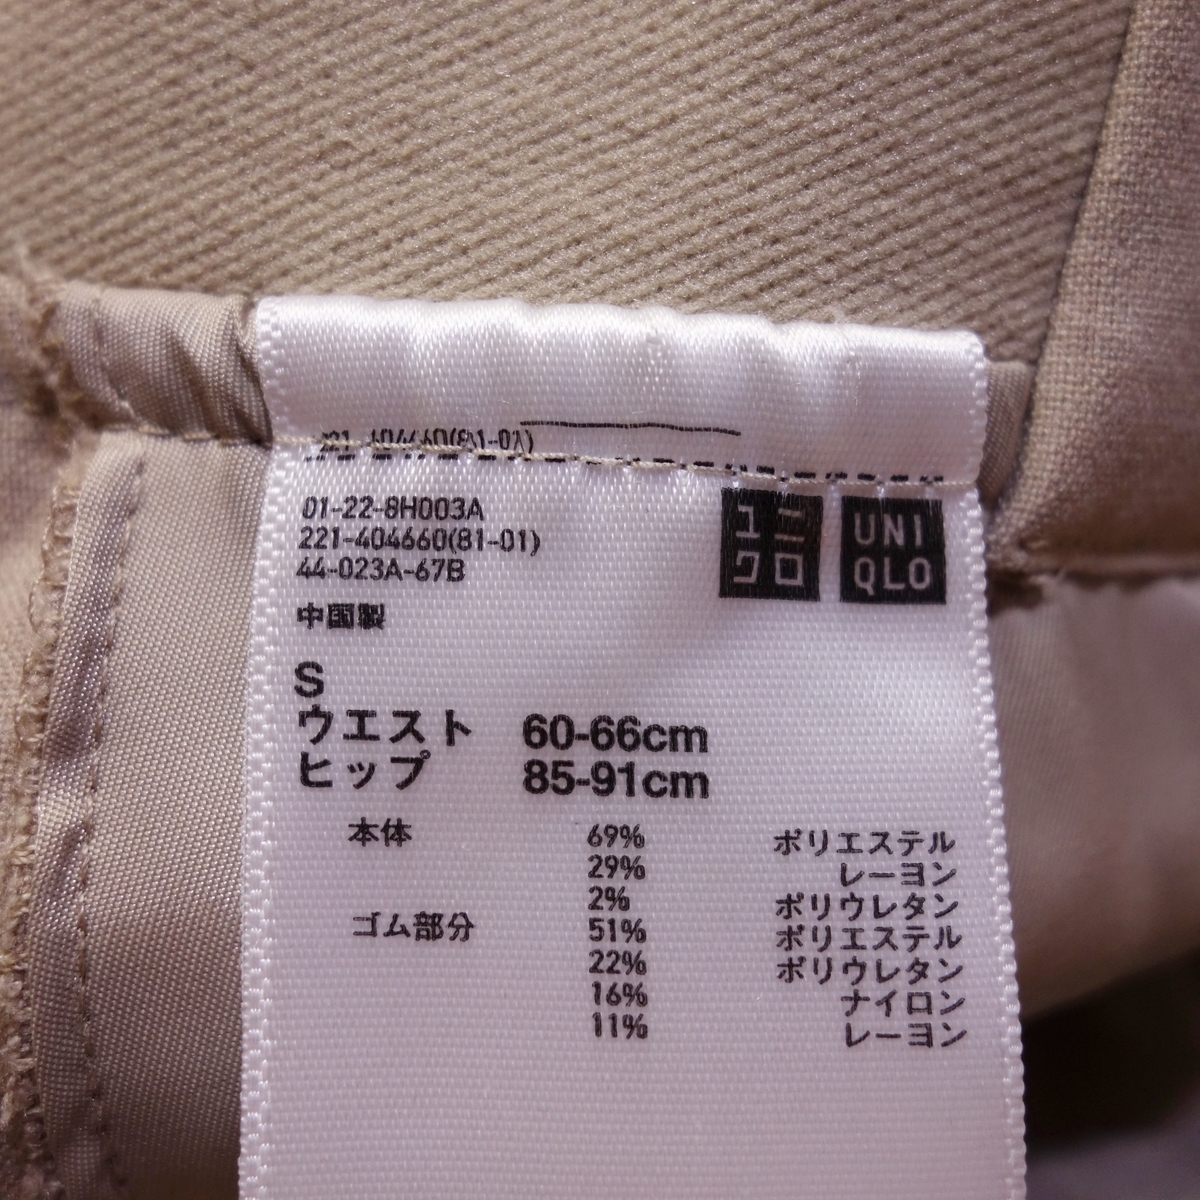 01-22-8H003A
221-404660(81-01)
44-023A-67B
ユニクロ
UNIQLO
中国製
S
ウエスト 60-66cm
ヒップ 85-91cm
本体 69% ポリエステル
29% レーヨン
2% ポリウレタン
ゴム部分 51% ポリエステル
22% ポリウレタン
16% ナイロン
11% レーヨン